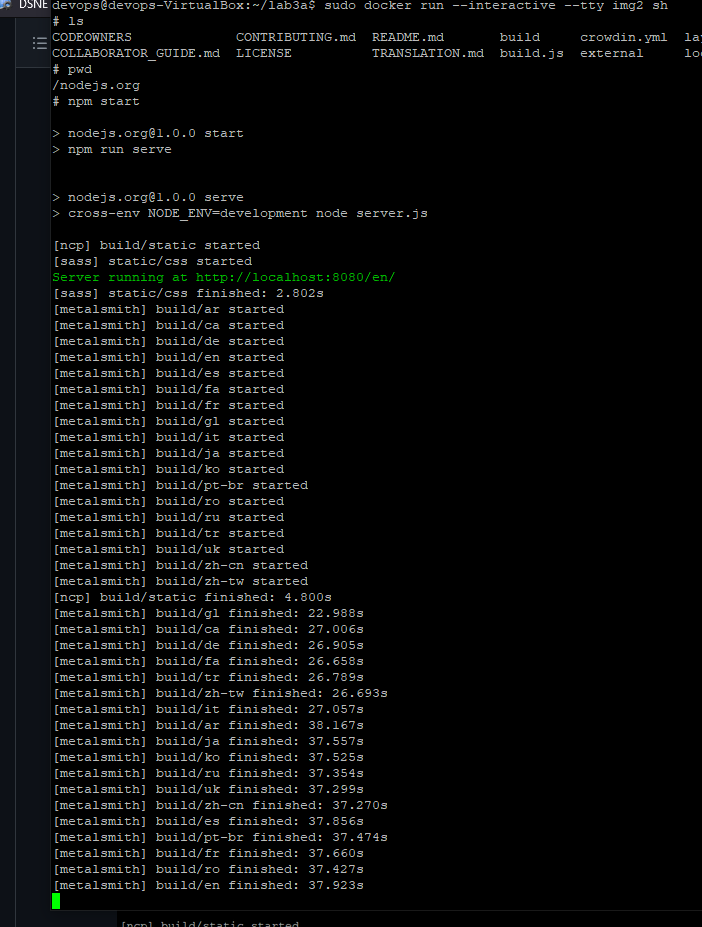 DSNE
devops@devops-VirtualBox:~/lab3a$ sudo docker run --interactive --tty img2 sh
# ls
CODEOWNERS CONTRIBUTING.md README.md build crowdin.yml
COLLABORATOR_GUIDE.md LICENSE TRANSLATION.md build.js external
# pwd
/nodejs.org
# npm start
> nodejs.org@1.0.0 start
> npm run serve
> nodejs.org@1.0.0 serve
> cross-env NODE_ENV=development node server.js
[ncp] build/static started
[sass] static/css started
Server running at http://localhost:8080/en/
[sass] static/css finished: 2.802s
[metalsmith] build/ar started
[metalsmith] build/ca started
[metalsmith] build/de started
[metalsmith] build/en started
[metalsmith] build/es started
[metalsmith] build/fa started
[metalsmith] build/fr started
[metalsmith] build/gl started
[metalsmith] build/it started
[metalsmith] build/ja started
[metalsmith] build/ko started
[metalsmith] build/pt-br started
[metalsmith] build/ro started
[metalsmith] build/ru started
[metalsmith] build/tr started
[metalsmith] build/uk started
[metalsmith] build/zh-cn started
[metalsmith] build/zh-tw started
[ncp] build/static finished: 4.800s
[metalsmith] build/gl finished: 22.988s
[metalsmith] build/ca finished: 27.006s
[metalsmith] build/de finished: 26.905s
[metalsmith] build/fa finished: 26.658s
[metalsmith] build/tr finished: 26.789s
[metalsmith] build/zh-tw finished: 26.693s
[metalsmith] build/it finished: 27.057s
[metalsmith] build/ar finished: 38.167s
[metalsmith] build/ja finished: 37.557s
[metalsmith] build/ko finished: 37.525s
[metalsmith] build/ru finished: 37.354s
[metalsmith] build/uk finished: 37.299s
[metalsmith] build/zh-cn finished: 37.270s
[metalsmith] build/es finished: 37.856s
[metalsmith] build/pt-br finished: 37.474s
[metalsmith] build/fr finished: 37.660s
[metalsmith] build/ro finished: 37.427s
[metalsmith] build/en finished: 37.923s
[ncp] build/static started